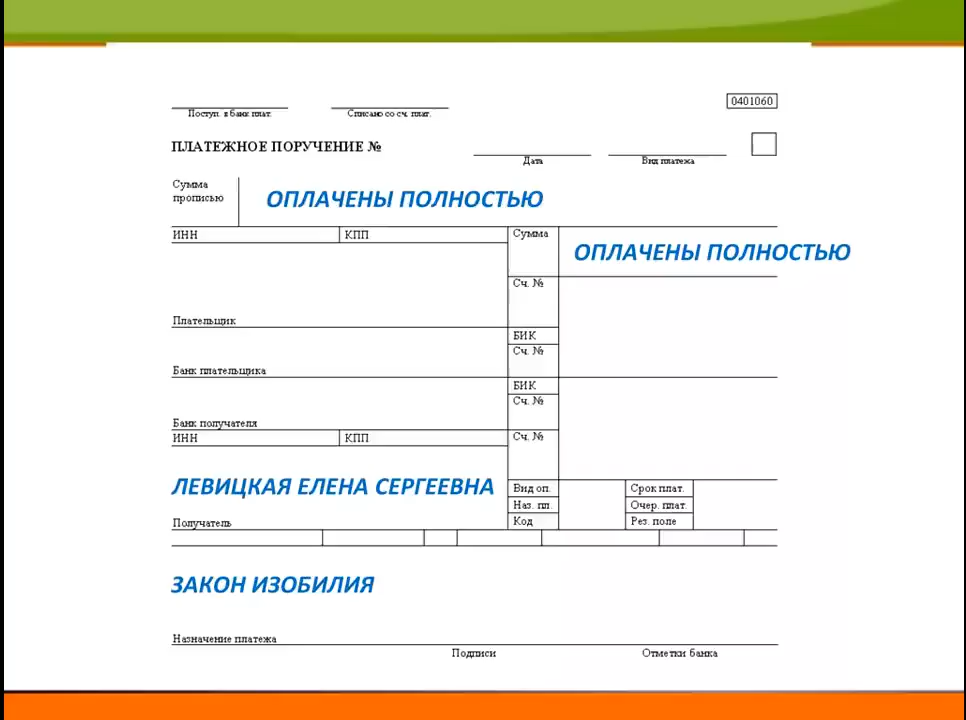 0401060
Поступ. в банк плат. Списано со сч. плат.
ПЛАТЕЖНОЕ ПОРУЧЕНИЕ №
Дата Вид платежа
Сумма
прописью
ОПЛАЧЕНЫ ПОЛНОСТЬЮ
ИНН КПП Сумма
ОПЛАЧЕНЫ ПОЛНОСТЬЮ
Сч. №
Плательщик
БИК
Сч. №
Банк плательщика
БИК
Сч. №
Банк получателя
ИНН КПП Сч. №
ЛЕВИЦКАЯ ЕЛЕНА СЕРГЕЕВНА
Вид оп. Срок плат.
Наз. пл. Очер. плат.
Получатель Код Рез. поле
ЗАКОН ИЗОБИЛИЯ
Назначение платежа
Подписи Отметки банка